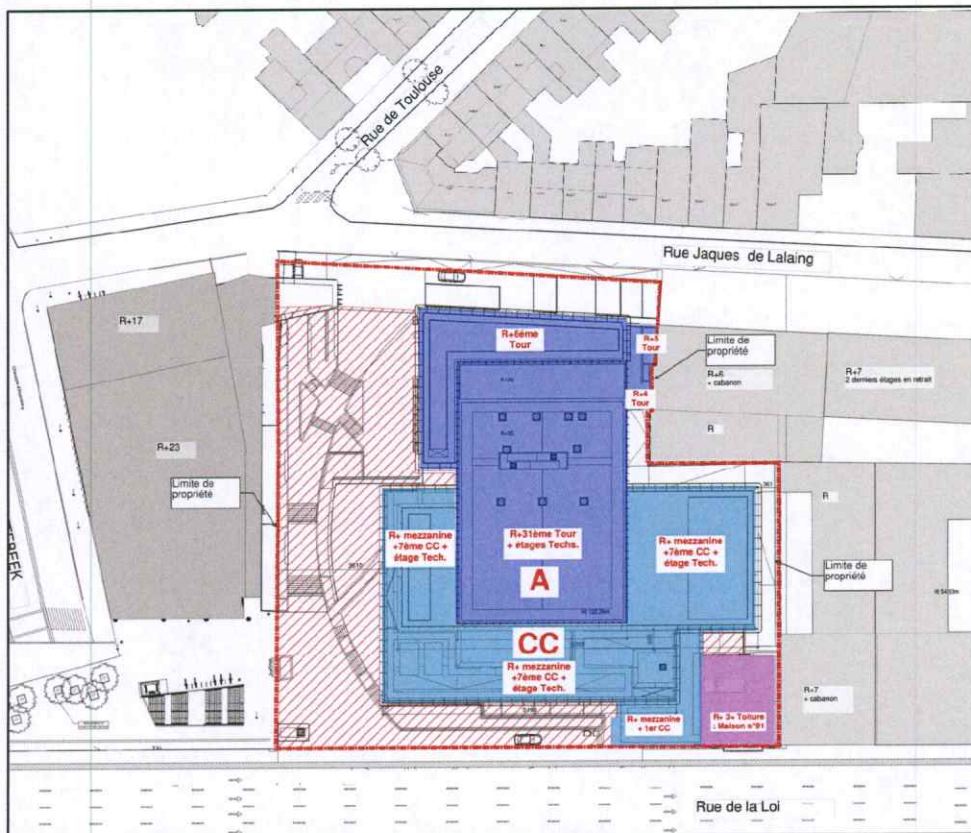 Rue de Toulouse
Rue Jaques de Lalaing
R+17
R+6ème
Tour
R+5
Tour
Limite de
propriété
R+6
+ cabanon
R+7
2 derniers étages en retrait
R+4
Tour
R
R+23
Limite de
propriété
R
R+ mezzanine
+7ème CC +
étage Tech.
R+31ème Tour
+ étages Techs.
A
R+ mezzanine
+7ème CC +
étage Tech.
Limite de
propriété
CC
R+ mezzanine
+7ème CC +
étage Tech.
R+ mezzanine
+ 1er CC
R+ 3+ Toiture
: Maison n°91
R+7
+ cabanon
Rue de la Loi